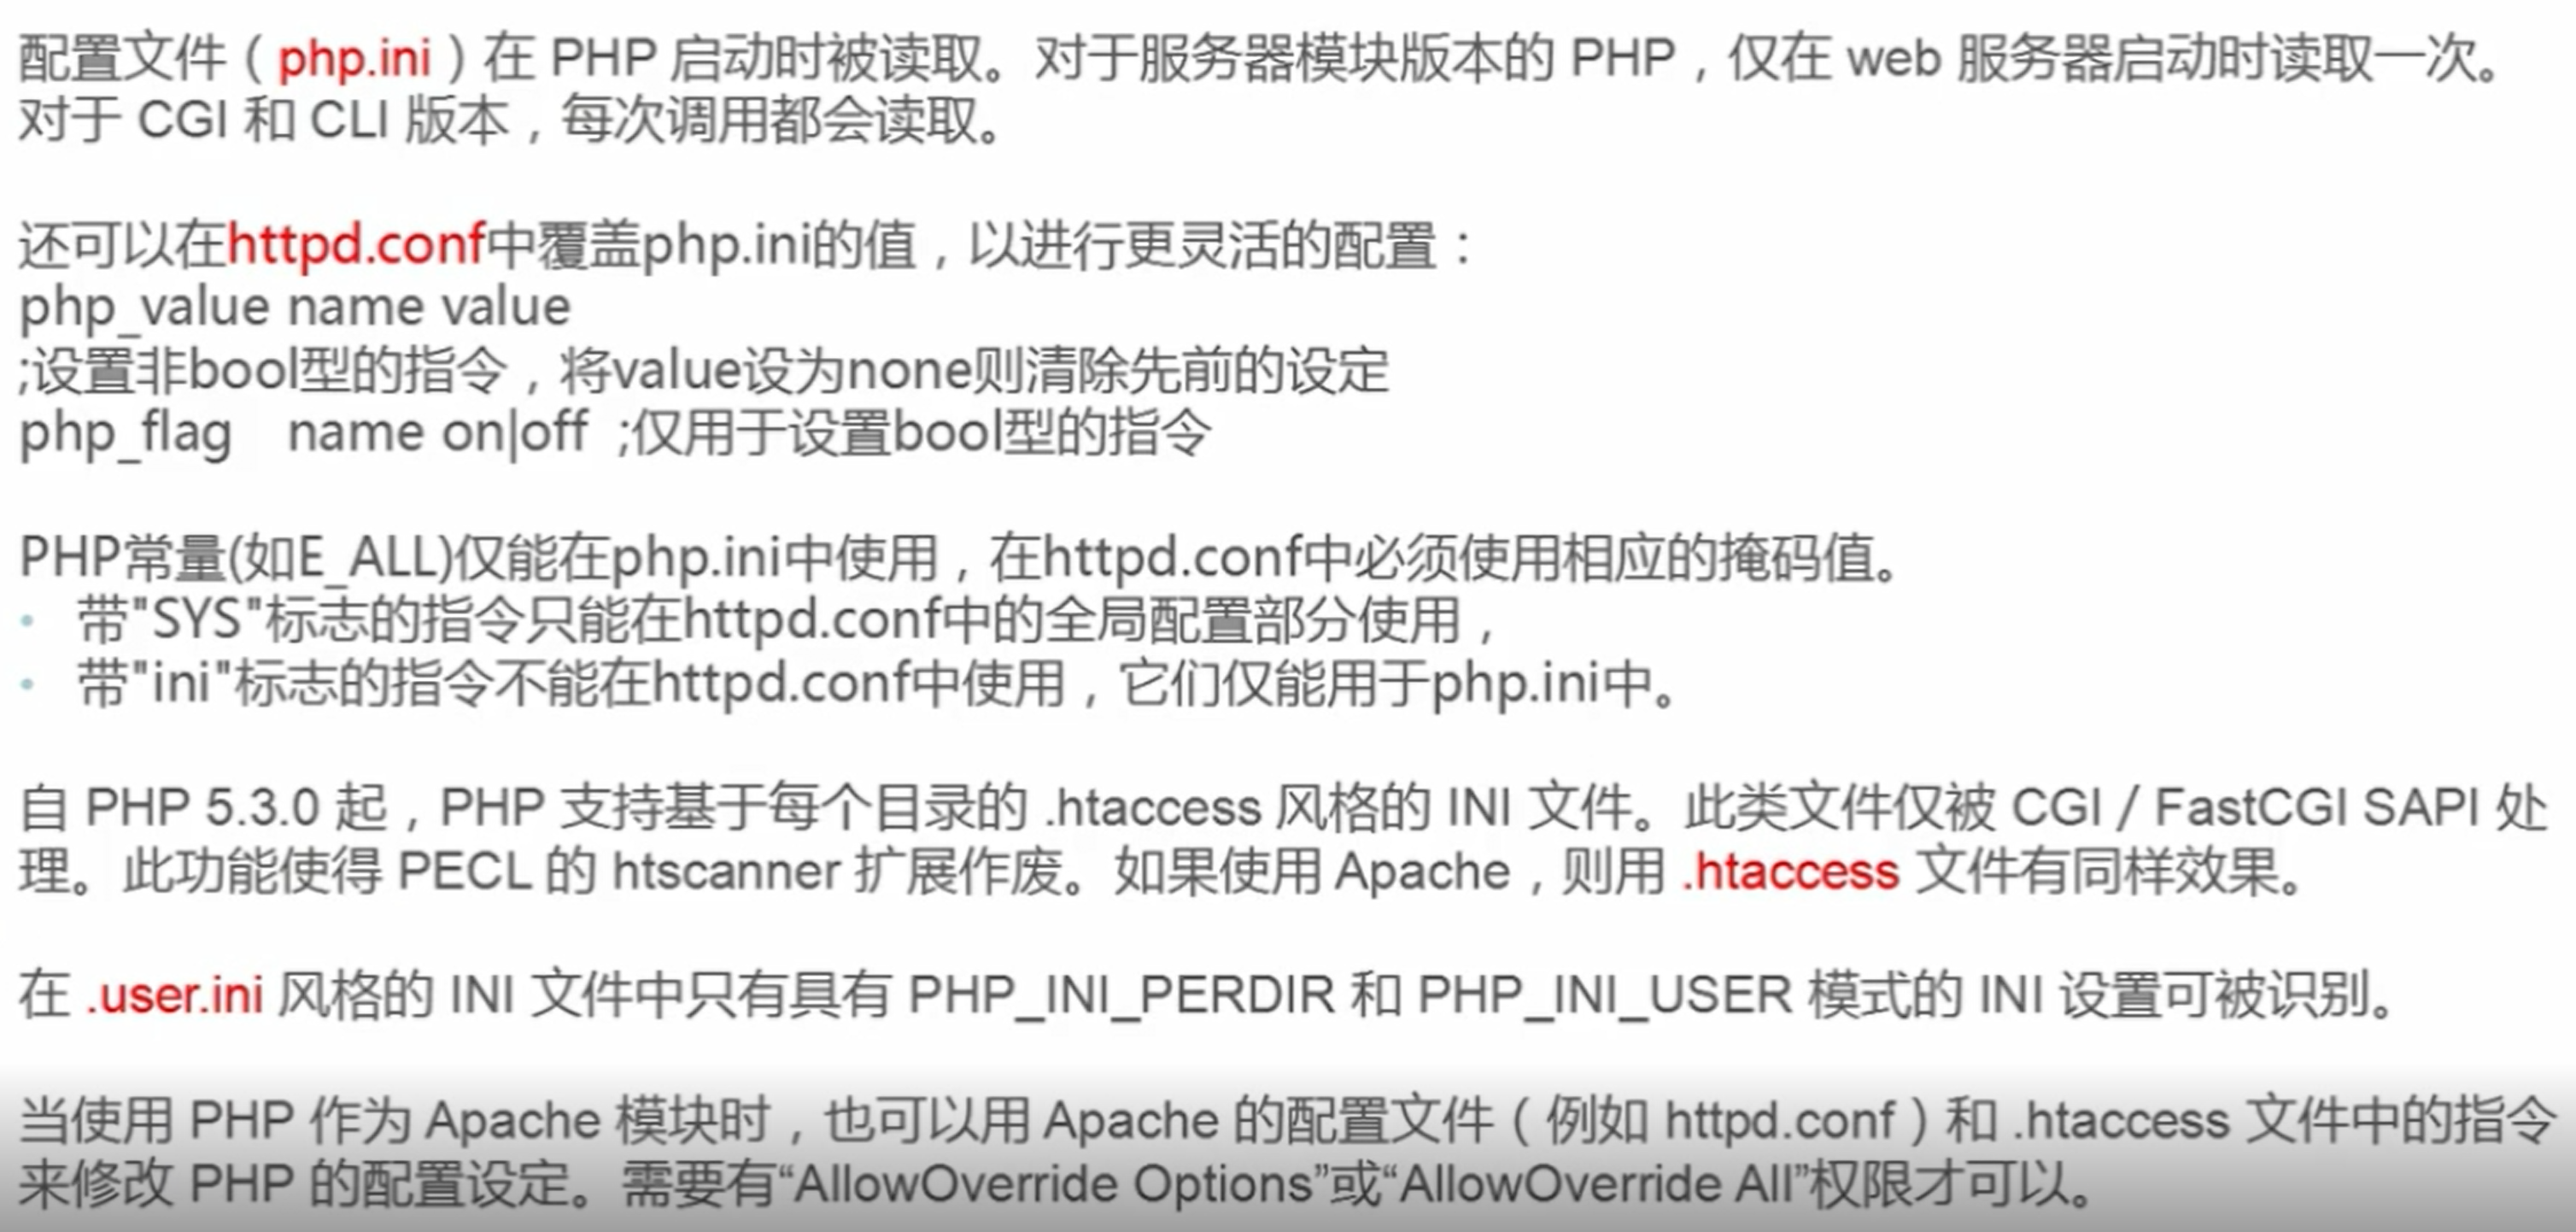 配置文件（php.ini）在 PHP 启动时被读取。对于服务器模块版本的 PHP，仅在 web 服务器启动时读取一次。
对于 CGI 和 CLI 版本，每次调用都会读取。
还可以在httpd.conf中覆盖php.ini的值，以进行更灵活的配置：
php_value name value
;设置非bool型的指令，将value设为none则清除先前的设定
php_flag name on|off ;仅用于设置bool型的指令
PHP常量(如E_ALL)仅能在php.ini中使用，在httpd.conf中必须使用相应的掩码值。
• 带"SYS"标志的指令只能在httpd.conf中的全局配置部分使用，
• 带"ini"标志的指令不能在httpd.conf中使用，它们仅能用于php.ini中。
自 PHP 5.3.0 起，PHP 支持基于每个目录的 .htaccess 风格的 INI 文件。此类文件仅被 CGI / FastCGI SAPI 处
理。此功能使得 PECL 的 htscanner 扩展作废。如果使用 Apache，则用 .htaccess 文件有同样效果。
在 .user.ini 风格的 INI 文件中只有具有 PHP_INI_PERDIR 和 PHP_INI_USER 模式的 INI 设置可被识别。
当使用 PHP 作为 Apache 模块时，也可以用 Apache 的配置文件（例如 httpd.conf）和 .htaccess 文件中的指令
来修改 PHP 的配置设定。需要有“AllowOverride Options”或“AllowOverride All”权限才可以。